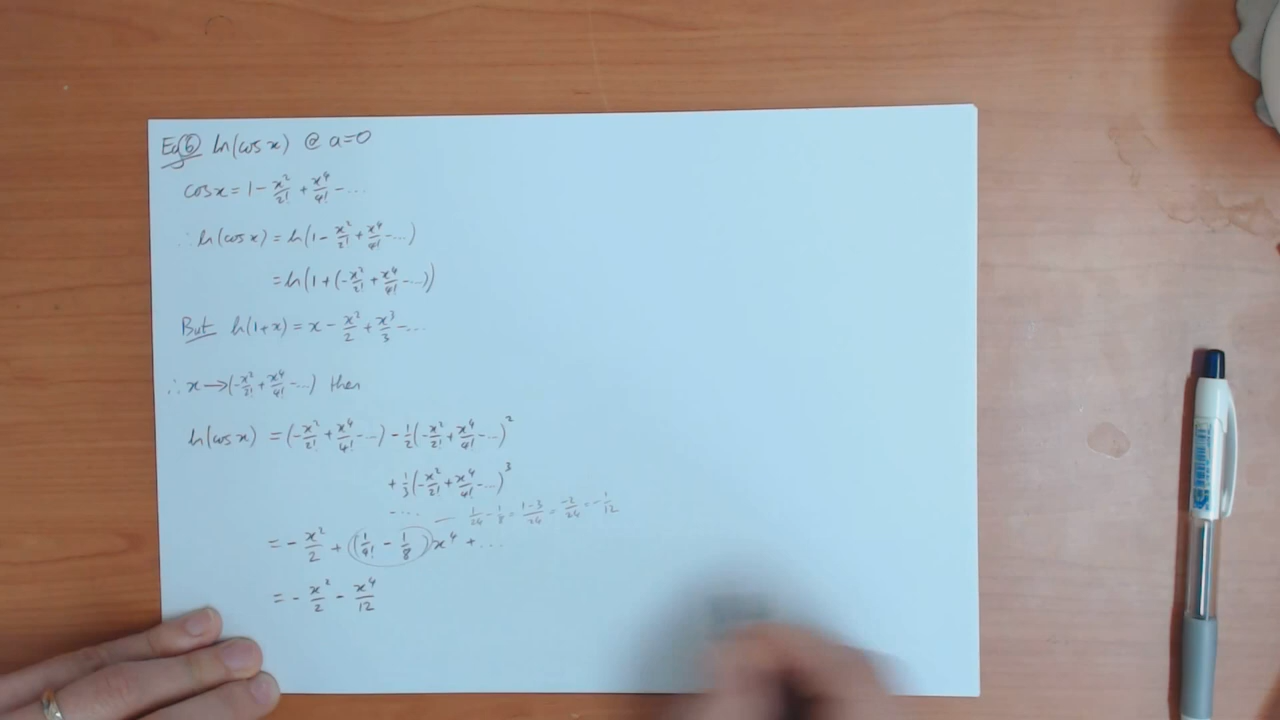 Eg⑥ ln(cos x) @ a=0
cos x = 1 - x²/2! + x⁴/4! - ...
∴ ln(cos x) = ln(1 - x²/2! + x⁴/4! - ...)
= ln(1 + (-x²/2! + x⁴/4! - ...))
But ln(1+x) = x - x²/2 + x³/3 - ...
∴ x → (-x²/2! + x⁴/4! - ...) then
ln(cos x) = (-x²/2! + x⁴/4! - ...) - 1/2(-x²/2! + x⁴/4! - ...)²
+ 1/3(-x²/2! + x⁴/4! - ...)³
- ...
1/24 - 1/8 = 1-3/24 = -2/24 = -1/12
= - x²/2 + (1/4! - 1/8)x⁴ + ...
= - x²/2 - x⁴/12